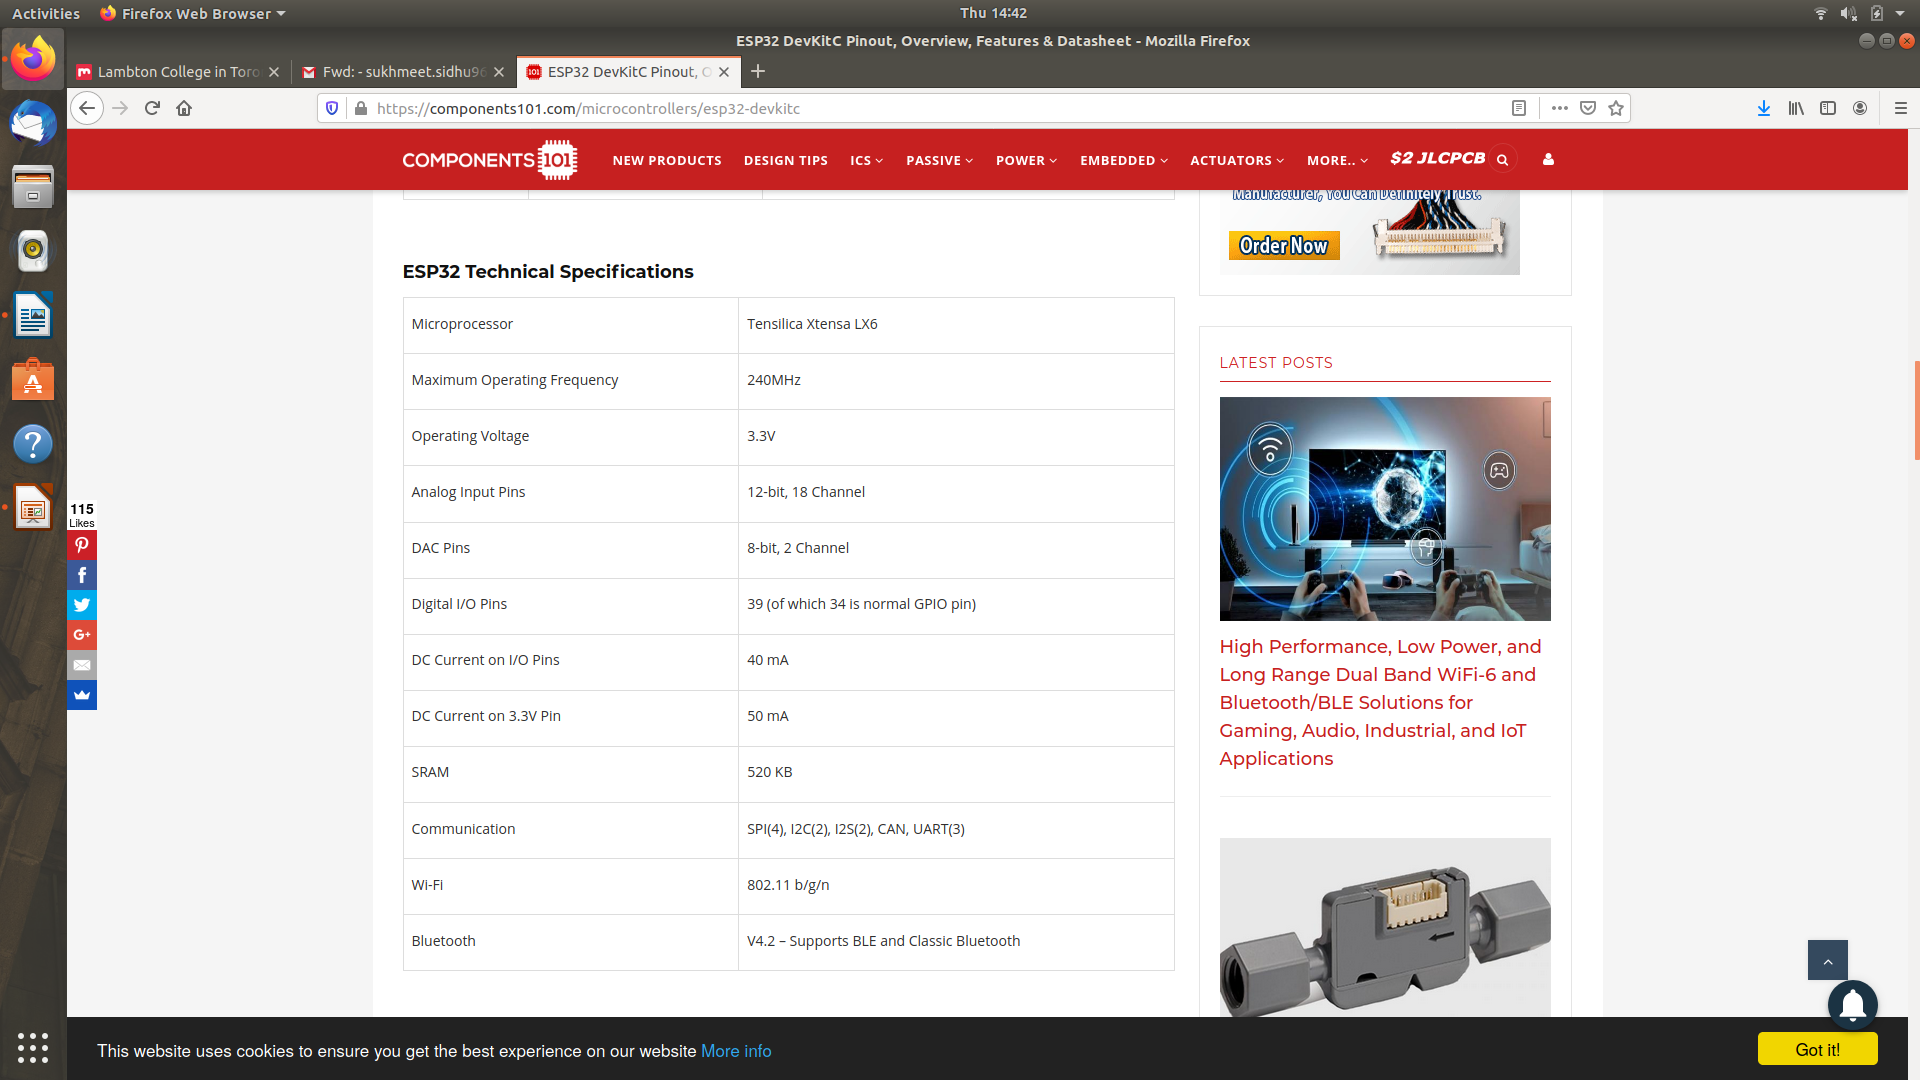 Activities
Firefox Web Browser
Thu 14:42
ESP32 DevKitC Pinout, Overview, Features & Datasheet - Mozilla Firefox
Lambton College in Toro
Fwd: - sukhmeet.sidhu96
101
ESP32 DevKitC Pinout, O
https://components101.com/microcontrollers/esp32-devkitc
COMPONENTS 101
NEW PRODUCTS
DESIGN TIPS
ICS
PASSIVE
POWER
EMBEDDED
ACTUATORS
MORE..
$2 JLCPCB
Manufacturer, You Can Definitely Trust.
Order Now
ESP32 Technical Specifications
Microprocessor
Tensilica Xtensa LX6
Maximum Operating Frequency
240MHz
Operating Voltage
3.3V
Analog Input Pins
12-bit, 18 Channel
DAC Pins
8-bit, 2 Channel
Digital I/O Pins
39 (of which 34 is normal GPIO pin)
DC Current on I/O Pins
40 mA
DC Current on 3.3V Pin
50 mA
SRAM
520 KB
Communication
SPI(4), I2C(2), I2S(2), CAN, UART(3)
Wi-Fi
802.11 b/g/n
Bluetooth
V4.2 – Supports BLE and Classic Bluetooth
115
Likes
G+
LATEST POSTS
High Performance, Low Power, and
Long Range Dual Band WiFi-6 and
Bluetooth/BLE Solutions for
Gaming, Audio, Industrial, and IoT
Applications
This website uses cookies to ensure you get the best experience on our website More info
Got it!